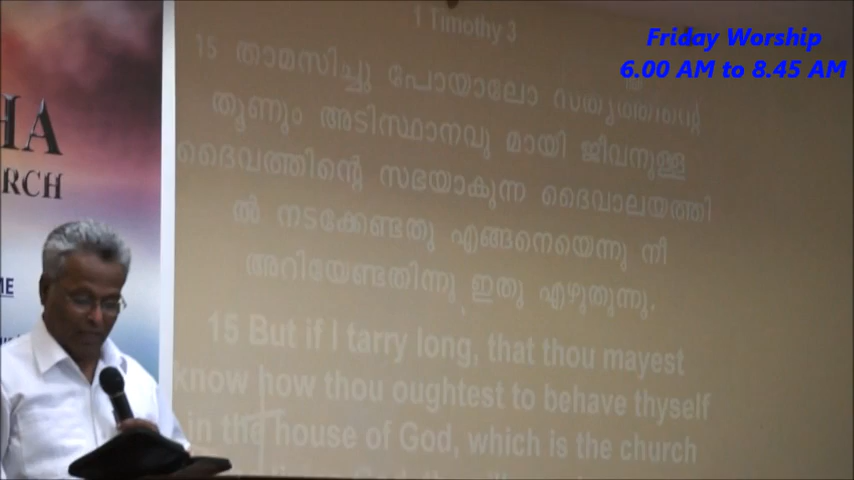 Friday Worship
6.00 AM to 8.45 AM
HA
RCH
ME
1 Timothy 3
15 താമസിച്ചു പോയാലോ സത്യത്തിന്റെ
തൂണും അടിസ്ഥാനവു മായി ജീവനുള്ള
ദൈവത്തിന്റെ സഭയാകുന്ന ദൈവാലയത്തി
ൽ നടക്കേണ്ടതു എങ്ങനെയെന്നു നീ
അറിയേണ്ടതിന്നു ഇതു എഴുതുന്നു.
15 But if I tarry long, that thou mayest
know how thou oughtest to behave thyself
in the house of God, which is the church